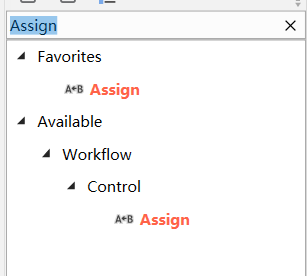 Assign
Favorites
A←B Assign
Available
Workflow
Control
A←B Assign